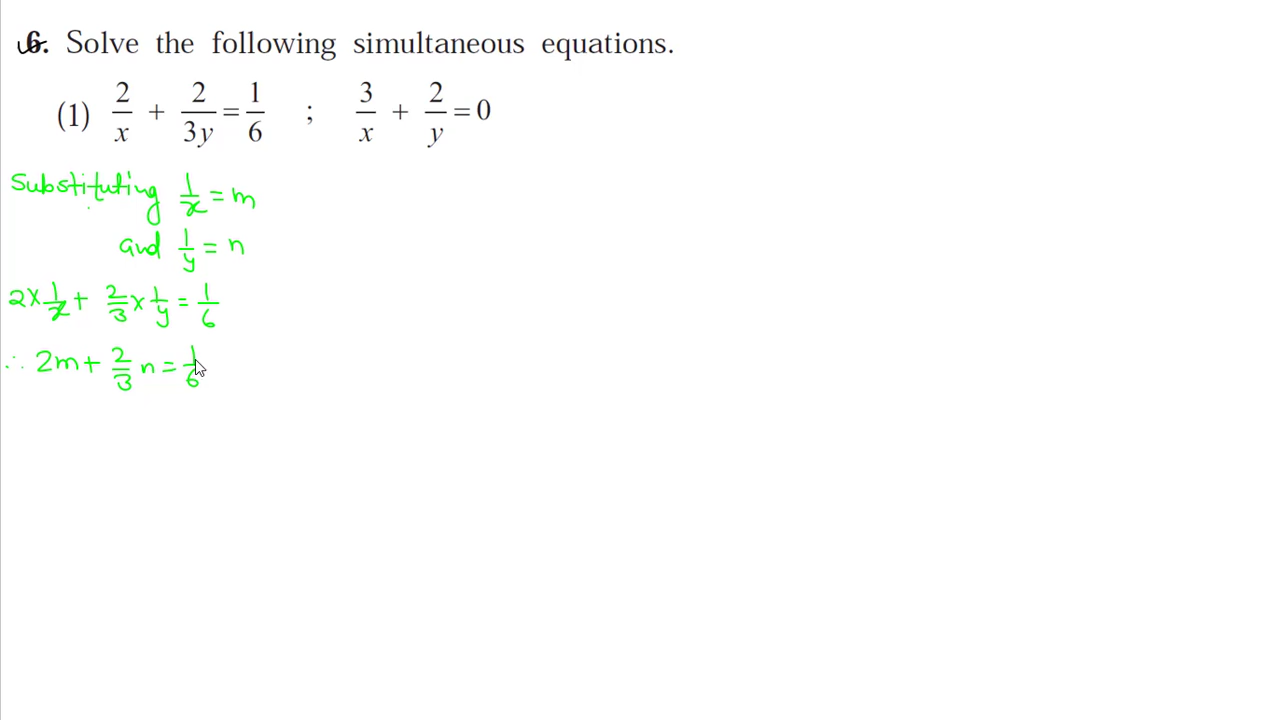 6. Solve the following simultaneous equations.
(1) 2/x + 2/3y = 1/6 ; 3/x + 2/y = 0
Substituting 1/x = m
and 1/y = n
2 × 1/x + 2/3 × 1/y = 1/6
∴ 2m + 2/3 n = 1/6